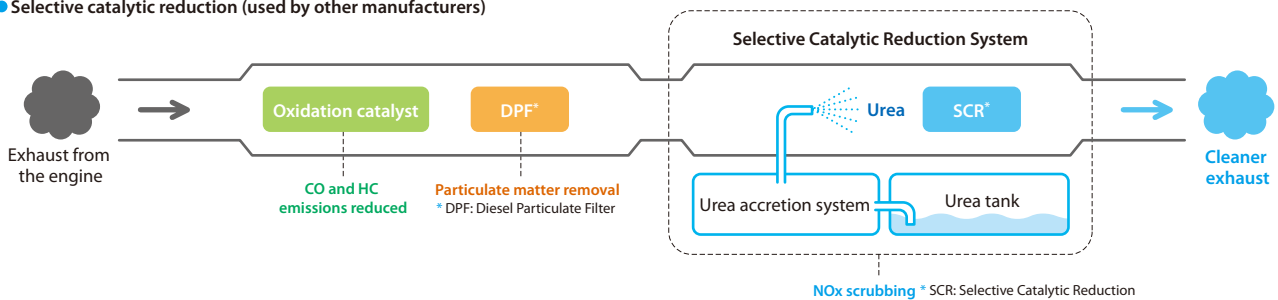 Selective catalytic reduction (used by other manufacturers)
Selective Catalytic Reduction System
Oxidation catalyst
DPF*
Urea
SCR*
Exhaust from
the engine
Cleaner
exhaust
CO and HC
emissions reduced
Particulate matter removal
* DPF: Diesel Particulate Filter
Urea accretion system
Urea tank
NOx scrubbing * SCR: Selective Catalytic Reduction